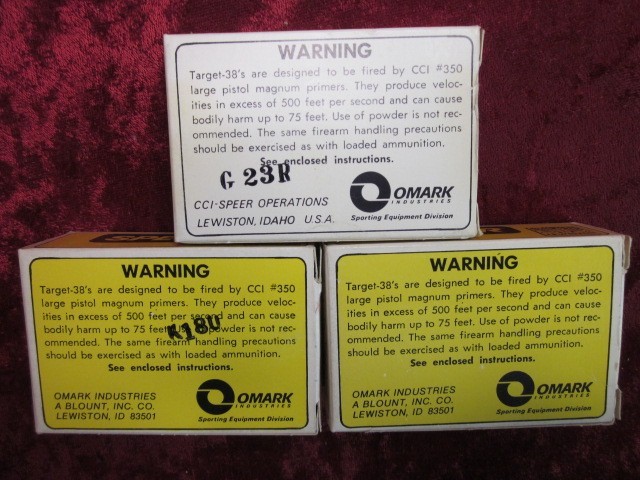 WARNING
Target-38's are designed to be fired by CCI #350
large pistol magnum primers. They produce veloc-
ities in excess of 500 feet per second and can cause
bodily harm up to 75 feet. Use of powder is not rec-
ommended. The same firearm handling precautions
should be exercised as with loaded ammunition.
See enclosed instructions.
G 23R
CCI-SPEER OPERATIONS
LEWISTON, IDAHO U.S.A.
OMARK
INDUSTRIES
Sporting Equipment Division
WARNING
Target-38's are designed to be fired by CCI #350
large pistol magnum primers. They produce veloc-
ities in excess of 500 feet per second and can cause
bodily harm up to 75 feet powder is not rec-
ommended. The same firearm handling precautions
should be exercised as with loaded ammunition.
See enclosed instructions.
K18U
OMARK INDUSTRIES
A BLOUNT, INC. CO.
LEWISTON, ID 83501
OMARK
INDUSTRIES
Sporting Equipment Division
WARNING
Target-38's are designed to be fired by CCI #350
large pistol magnum primers. They produce veloc-
ities in excess of 500 feet per second and can cause
bodily harm up to 75 feet. Use of powder is not rec-
ommended. The same firearm handling precautions
should be exercised as with loaded ammunition.
See enclosed instructions.
OMARK INDUSTRIES
A BLOUNT, INC. CO.
LEWISTON, ID 83501
OMARK
INDUSTRIES
Sporting Equipment Division